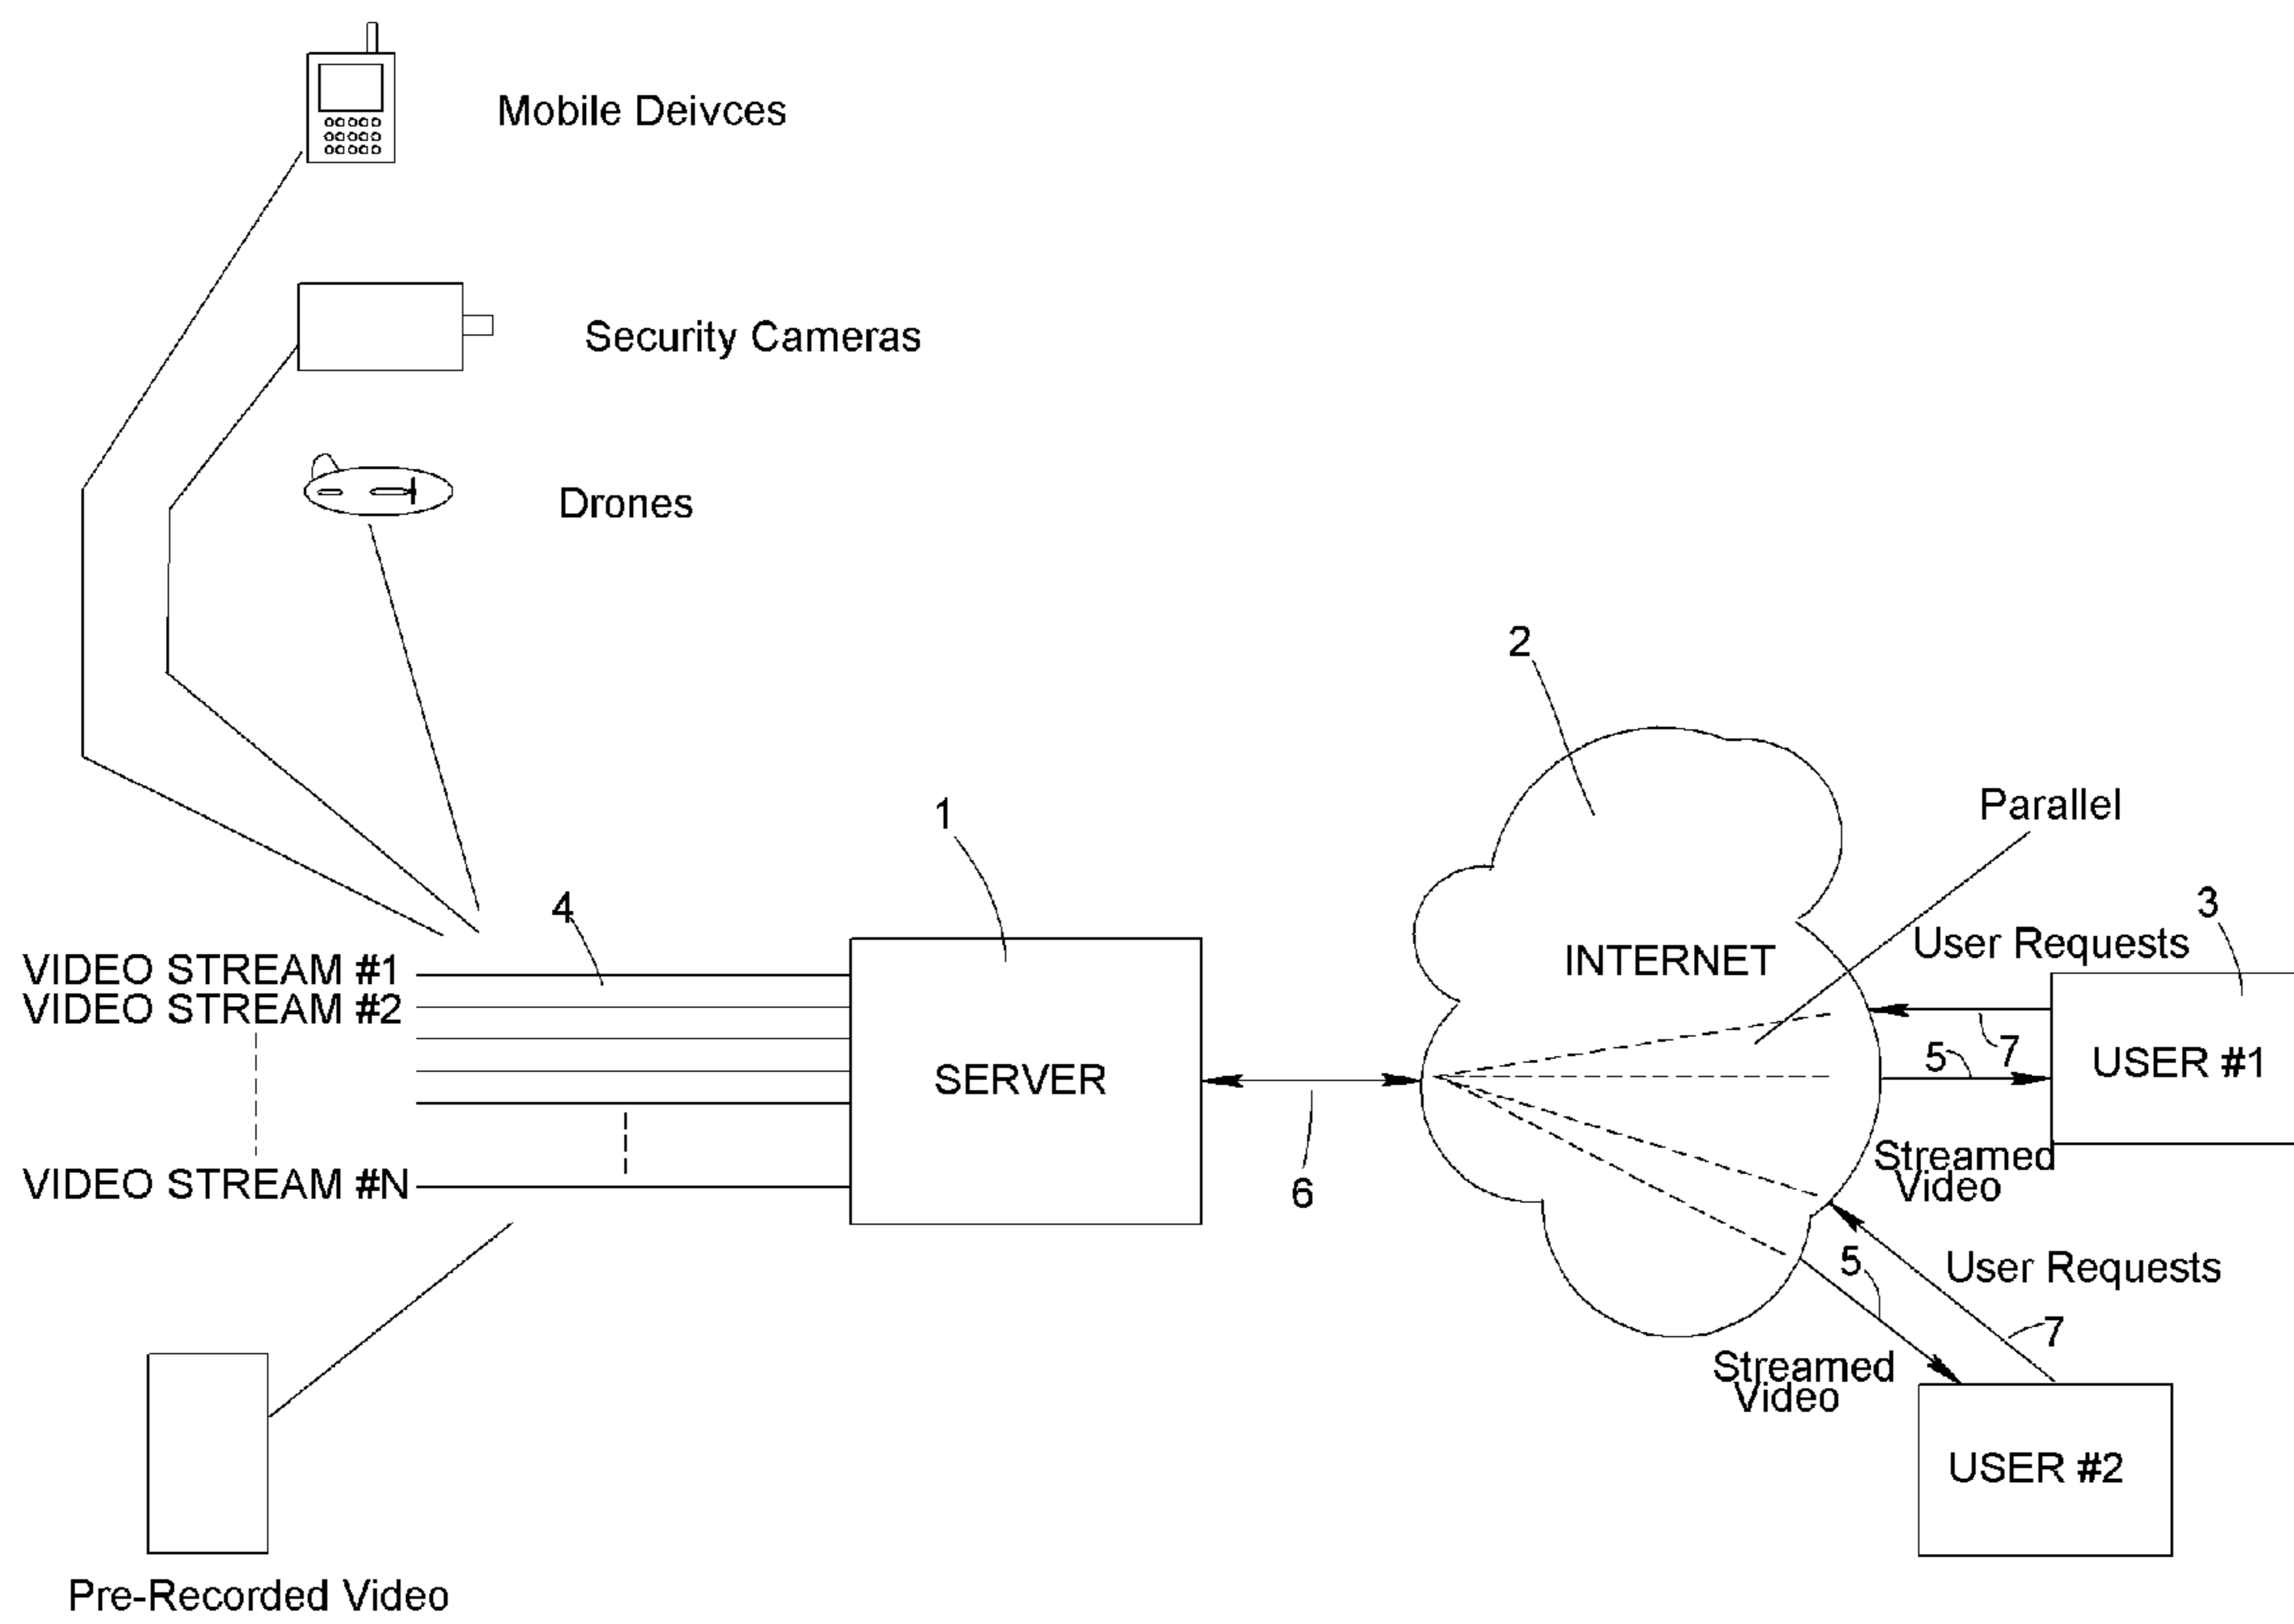 Mobile Deivces
Security Cameras
Drones
2
Parallel
1
4
3
User Requests
VIDEO STREAM #1
VIDEO STREAM #2
INTERNET
SERVER
7
5
USER #1
VIDEO STREAM #N
6
Streamed
Video
5
User Requests
7
Streamed
Video
USER #2
Pre-Recorded Video